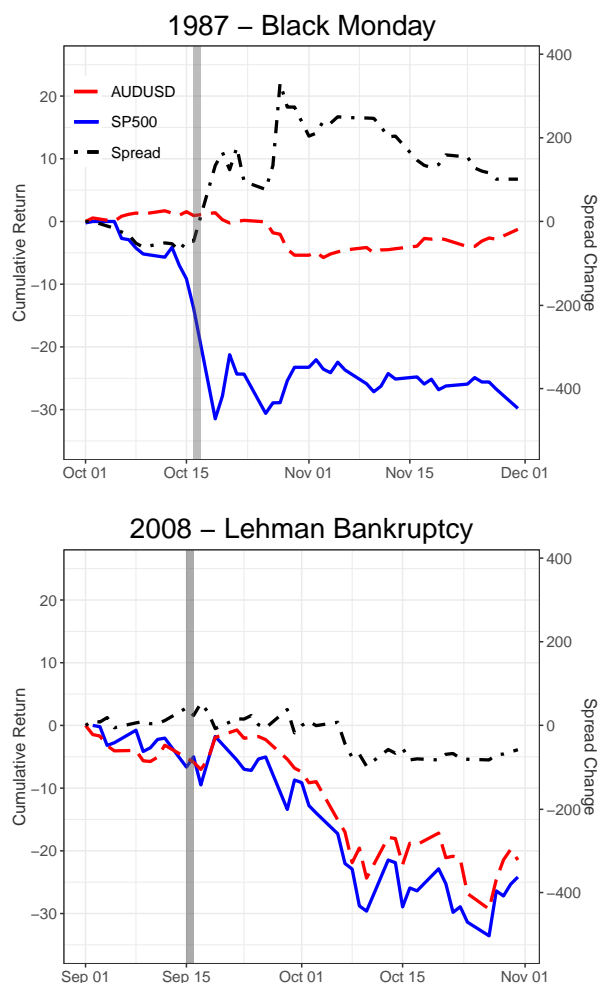 1987 − Black Monday
AUDUSD
SP500
Spread
Cumulative Return
20
10
0
−10
−20
−30
400
200
0
−200
−400
Spread Change
Oct 01
Oct 15
Nov 01
Nov 15
Dec 01
2008 − Lehman Bankruptcy
Cumulative Return
20
10
0
−10
−20
−30
400
200
0
−200
−400
Spread Change
Sep 01
Sep 15
Oct 01
Oct 15
Nov 01